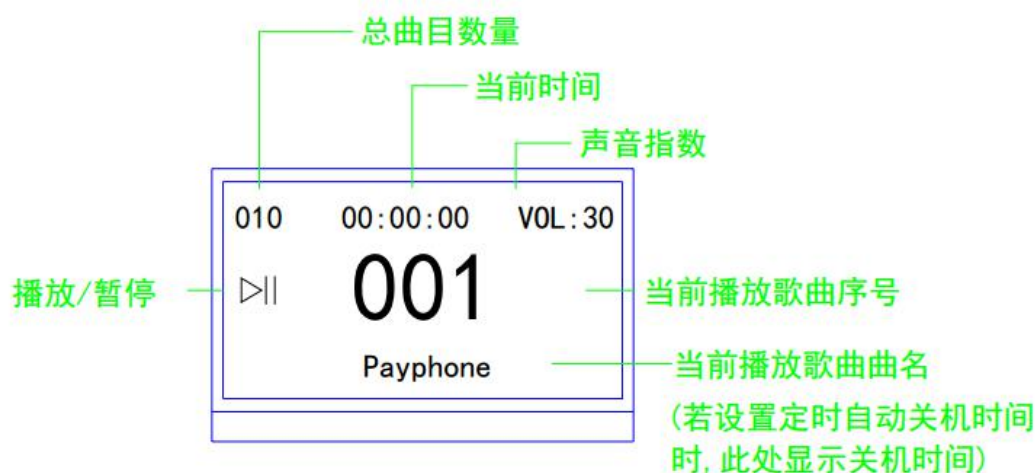 总曲目数量
当前时间
声音指数
010 00:00:00 VOL:30
播放/暂停
001
当前播放歌曲序号
Payphone
当前播放歌曲曲名
(若设置定时自动关机时间
时,此处显示关机时间)